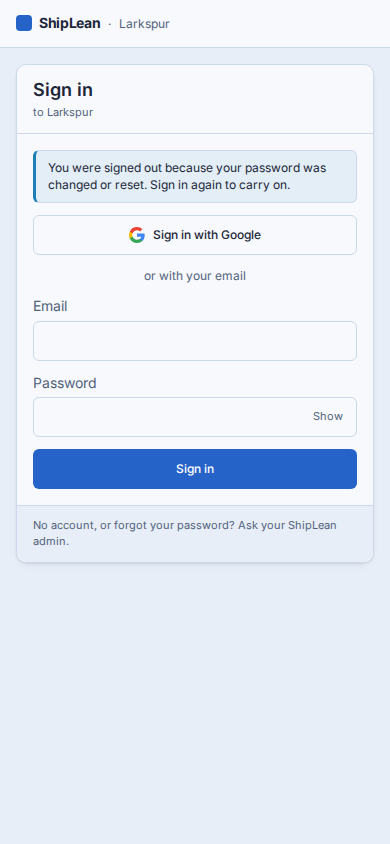 ShipLean · Larkspur
Sign in
to Larkspur
You were signed out because your password was
changed or reset. Sign in again to carry on.
Sign in with Google
or with your email
Email
Password
Show
Sign in
No account, or forgot your password? Ask your ShipLean
admin.